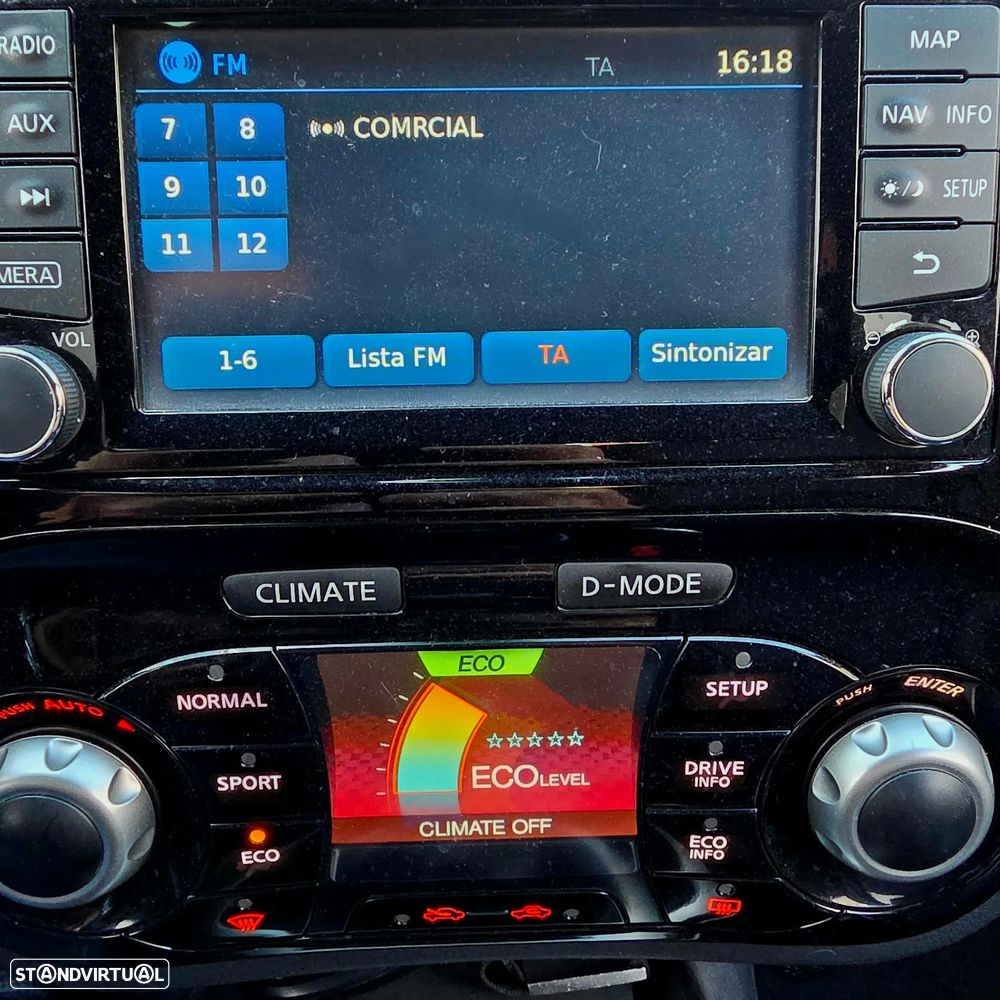 RADIO
FM TA 16:18
MAP
AUX
7 8
COMRCIAL
NAV INFO
9 10
SETUP
11 12
MERA
VOL
1-6 Lista FM TA Sintonizar
CLIMATE D-MODE
ECO
NORMAL
SETUP
PUSH ENTER
PUSH AUTO
SPORT
ECO LEVEL
DRIVE
INFO
ECO
CLIMATE OFF
ECO
INFO
STANDVIRTUAL